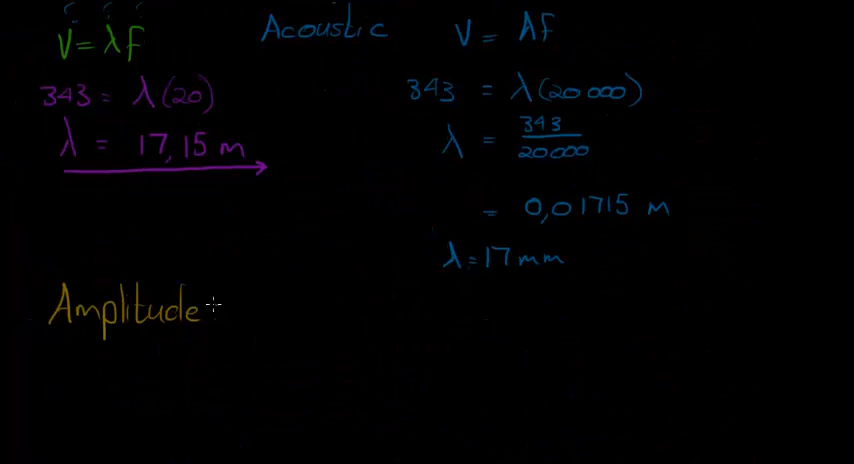 V = λf
343 = λ(20)
λ = 17,15 m
Acoustic
V = λf
343 = λ(20 000)
λ = 343/20000
= 0,01715 m
λ = 17 mm
Amplitude